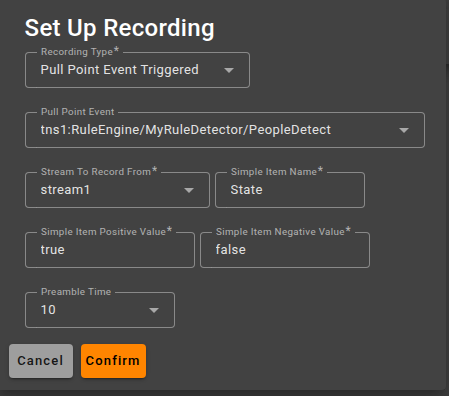 Set Up Recording
Recording Type*
Pull Point Event Triggered
Pull Point Event
tns1:RuleEngine/MyRuleDetector/PeopleDetect
Stream To Record From* Simple Item Name*
stream1 State
Simple Item Positive Value* Simple Item Negative Value*
true false
Preamble Time
10
Cancel Confirm